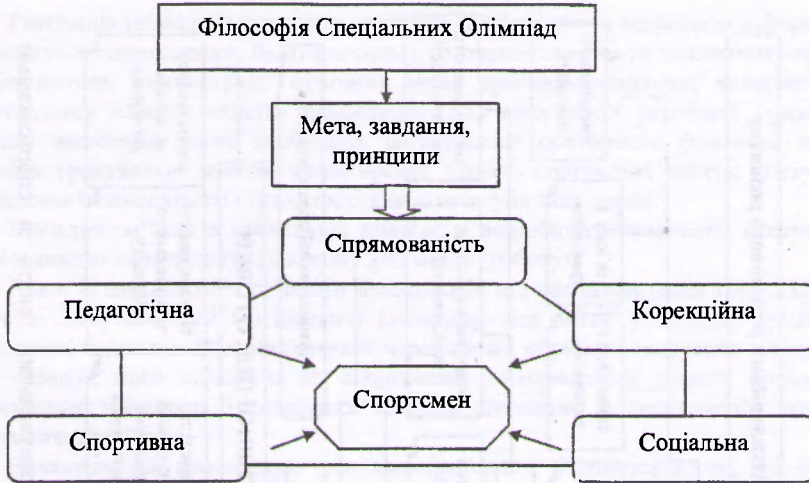 Філософія Спеціальних Олімпіад
Мета, завдання,
принципи
Спрямованість
Педагогічна
Корекційна
Спортсмен
Спортивна
Соціальна